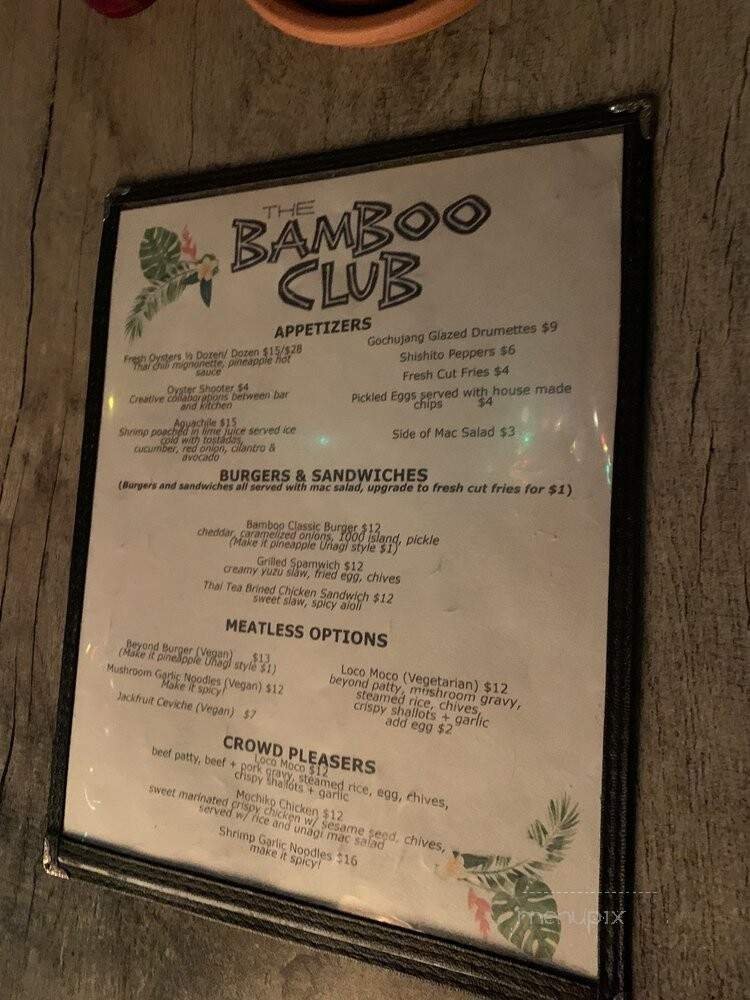 THE
BAMBOO
CLUB
APPETIZERS
Fresh Oysters ½ Dozen/ Dozen $15/$28
Thai chili mignonette, pineapple hot
sauce
Oyster Shooter $4
Creative collaborations between bar
and kitchen
Aguachile $15
Shrimp poached in lime juice served ice
cold with tostadas,
cucumber, red onion, cilantro &
avocado
Gochujang Glazed Drumettes $9
Shishito Peppers $6
Fresh Cut Fries $4
Pickled Eggs served with house made
chips $4
Side of Mac Salad $3
BURGERS & SANDWICHES
(Burgers and sandwiches all served with mac salad, upgrade to fresh cut fries for $1)
Bamboo Classic Burger $12
cheddar, caramelized onions, 1000 island, pickle
(Make it pineapple Unagi style $1)
Grilled Spamwich $12
creamy yuzu slaw, fried egg, chives
Thai Tea Brined Chicken Sandwich $12
sweet slaw, spicy aioli
MEATLESS OPTIONS
Beyond Burger (Vegan) $13
(Make it pineapple Unagi style $1)
Mushroom Garlic Noodles (Vegan) $12
Make it spicy!
Jackfruit Ceviche (Vegan) $7
Loco Moco (Vegetarian) $12
beyond patty, mushroom gravy,
steamed rice, chives,
crispy shallots + garlic
add egg $2
CROWD PLEASERS
Loco Moco $12
beef patty, beef + pork gravy, steamed rice, egg, chives,
crispy shallots + garlic
Mochiko Chicken $12
sweet marinated crispy chicken w/ sesame seed, chives,
served w/ rice and unagi mac salad
Shrimp Garlic Noodles $16
make it spicy!
menupix